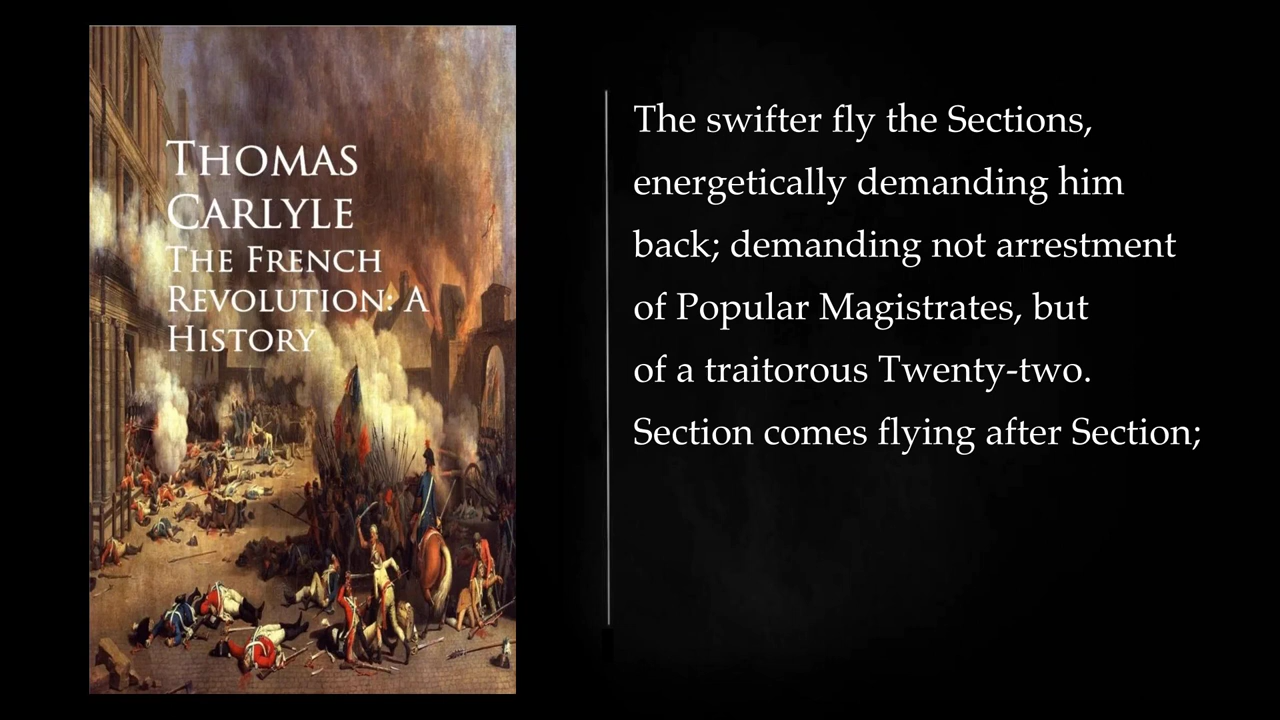 THOMAS
CARLYLE
THE FRENCH
REVOLUTION: A
HISTORY
The swifter fly the Sections,
energetically demanding him
back; demanding not arrestment
of Popular Magistrates, but
of a traitorous Twenty-two.
Section comes flying after Section;